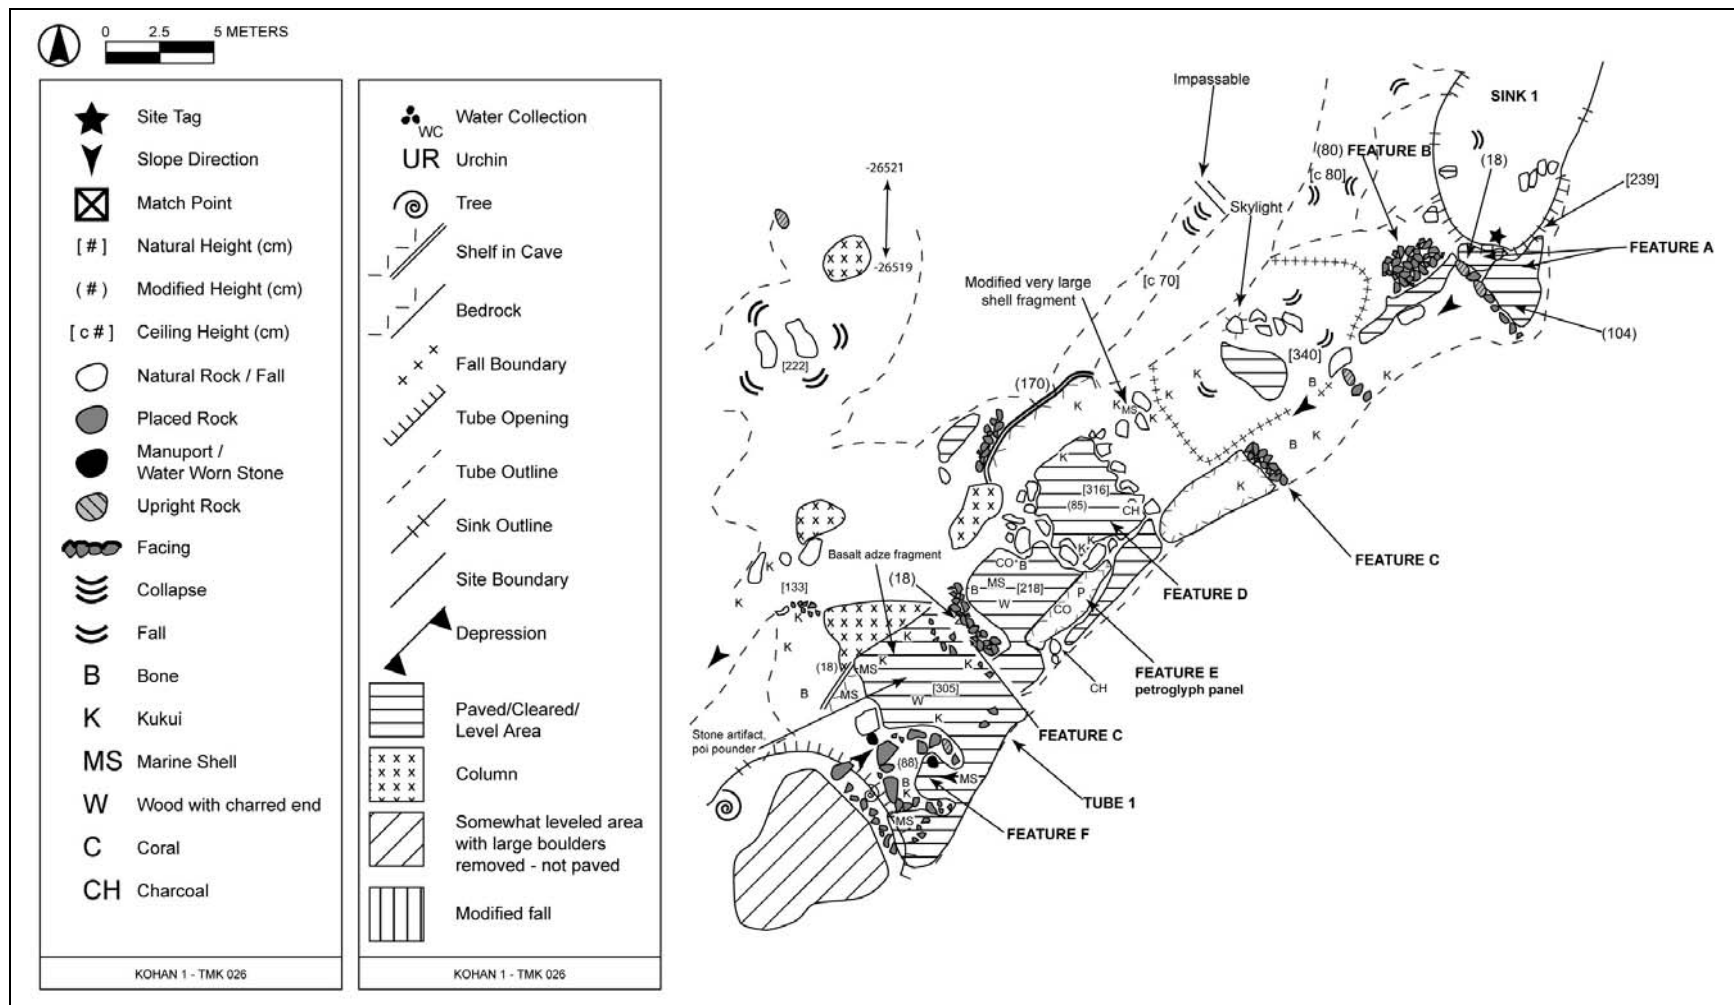 0 2.5 5 METERS
Site Tag
Slope Direction
Match Point
[ # ] Natural Height (cm)
( # ) Modified Height (cm)
[ c # ] Ceiling Height (cm)
Natural Rock / Fall
Placed Rock
Manuport /
Water Worn Stone
Upright Rock
Facing
Collapse
Fall
B Bone
K Kukui
MS Marine Shell
W Wood with charred end
C Coral
CH Charcoal
KOHAN 1 - TMK 026
WC Water Collection
UR Urchin
Tree
Shelf in Cave
Bedrock
Fall Boundary
Tube Opening
Tube Outline
Sink Outline
Site Boundary
Depression
Paved/Cleared/
Level Area
Column
Somewhat leveled area
with large boulders
removed - not paved
Modified fall
KOHAN 1 - TMK 026
Impassable
SINK 1
(80) FEATURE B
(18)
[c 80]
[239]
-26521
Skylight
FEATURE A
-26519
[c 70]
Modified very large
shell fragment
(104)
[340]
[222]
(170)
K
K
MS
K
K
K
B
K
B
K
K
K
[316]
(85)
CH
FEATURE C
K
K
Basalt adze fragment
CO
B
(18)
MS
[218]
B
W
P
CO
FEATURE D
K
[133]
K
K
K
K
FEATURE E
petroglyph panel
CH
(18)
MS
K
K
K
B
MS
[305]
W
K
Stone artifact,
poi pounder
FEATURE C
(88)
B
K
MS
MS
TUBE 1
FEATURE F